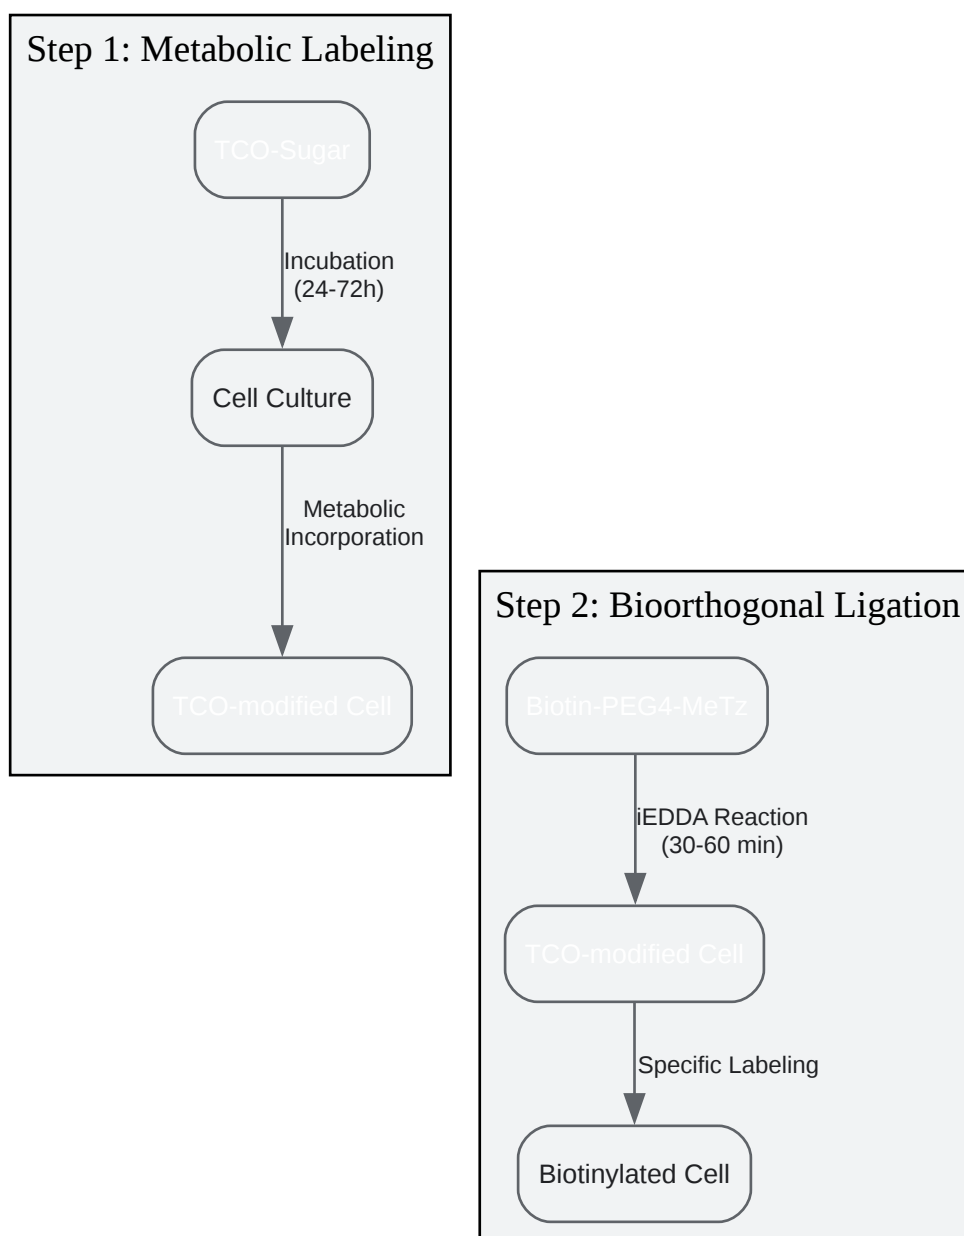 Step 1: Metabolic Labeling
TCO-Sugar
Incubation
(24-72h)
Cell Culture
Metabolic
Incorporation
TCO-modified Cell
Step 2: Bioorthogonal Ligation
Biotin-PEG4-MeTz
iEDDA Reaction
(30-60 min)
TCO-modified Cell
Specific Labeling
Biotinylated Cell